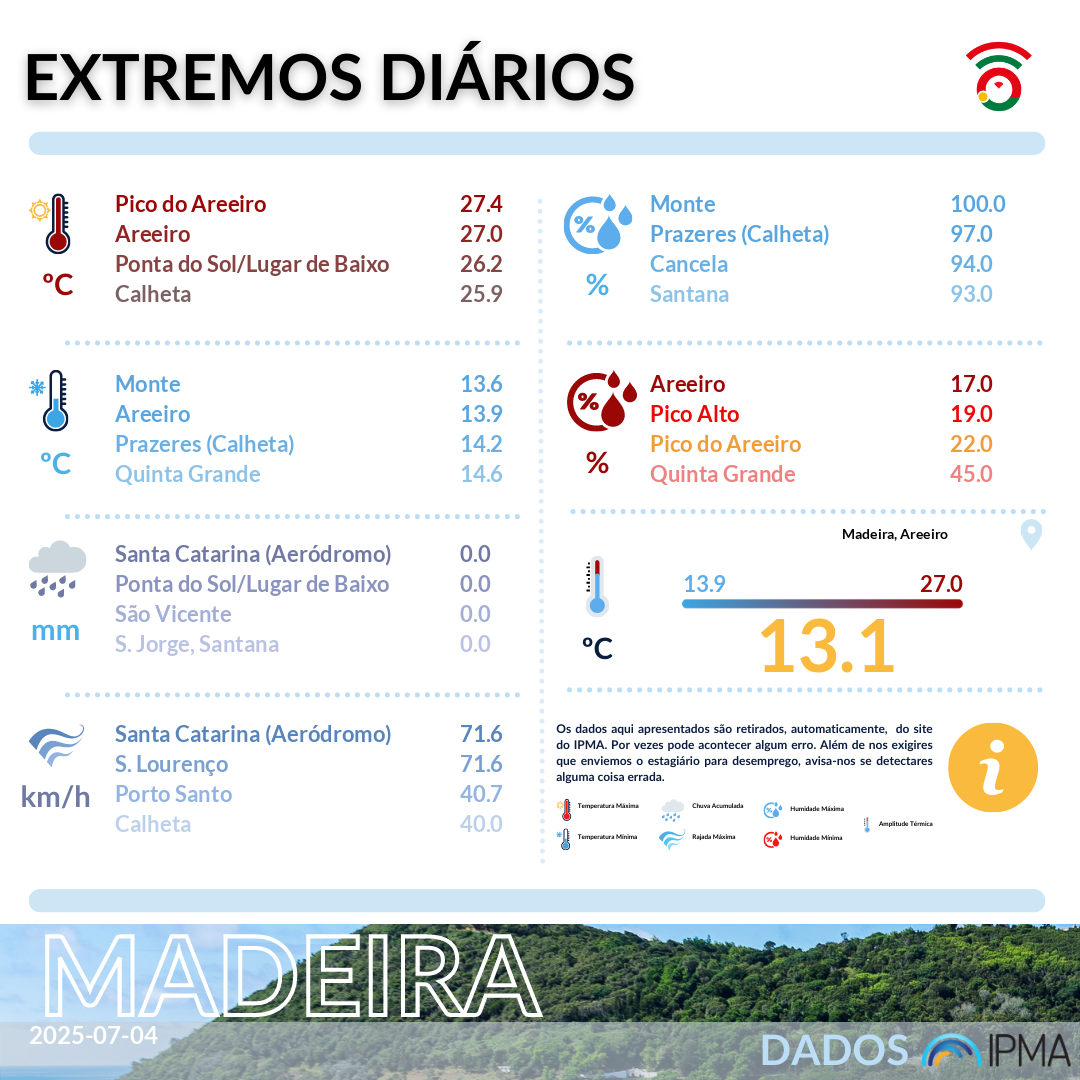 EXTREMOS DIÁRIOS
Pico do Areeiro 27.4
Areeiro 27.0
Ponta do Sol/Lugar de Baixo 26.2
Calheta 25.9
ºC
Monte 13.6
Areeiro 13.9
Prazeres (Calheta) 14.2
Quinta Grande 14.6
ºC
Santa Catarina (Aeródromo) 0.0
Ponta do Sol/Lugar de Baixo 0.0
São Vicente 0.0
S. Jorge, Santana 0.0
mm
Santa Catarina (Aeródromo) 71.6
S. Lourenço 71.6
Porto Santo 40.7
Calheta 40.0
km/h
%
Monte 100.0
Prazeres (Calheta) 97.0
Cancela 94.0
Santana 93.0
%
%
Areeiro 17.0
Pico Alto 19.0
Pico do Areeiro 22.0
Quinta Grande 45.0
%
Madeira, Areeiro
13.9 27.0
13.1
ºC
Os dados aqui apresentados são retirados, automaticamente, do site
do IPMA. Por vezes pode acontecer algum erro. Além de nos exigires
que enviemos o estagiário para desemprego, avisa-nos se detectares
alguma coisa errada.
i
Temperatura Máxima
Chuva Acumulada
Humidade Máxima
Amplitude Térmica
Temperatura Mínima
Rajada Máxima
Humidade Mínima
MADEIRA
2025-07-04
DADOS IPMA